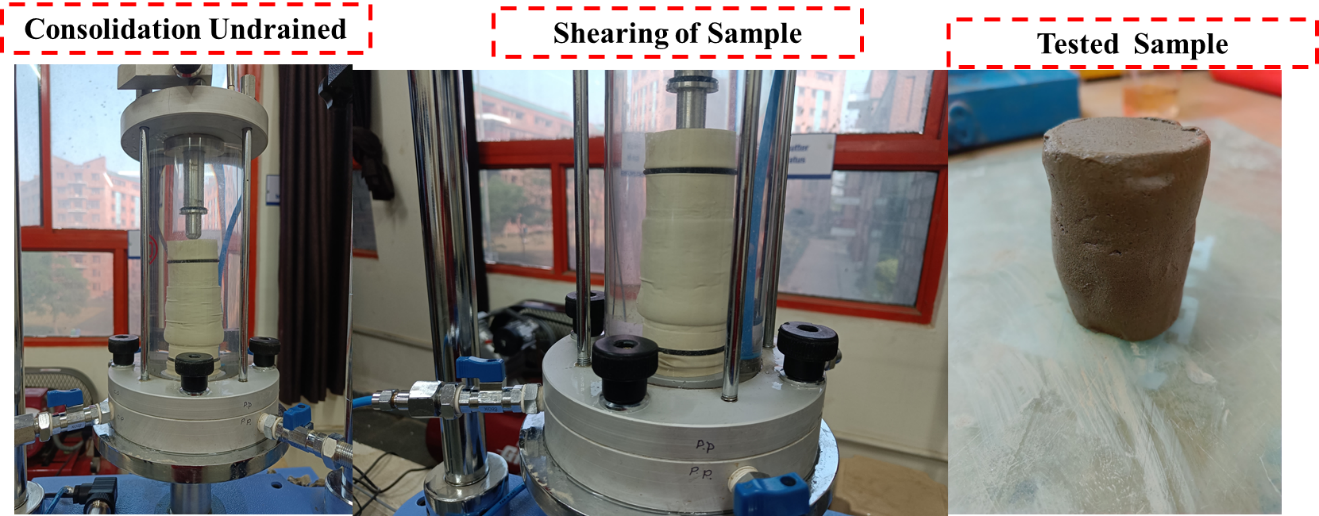 Consolidation Undrained
Shearing of Sample
Tested Sample
P.P
P.P.
P.P
P.P.